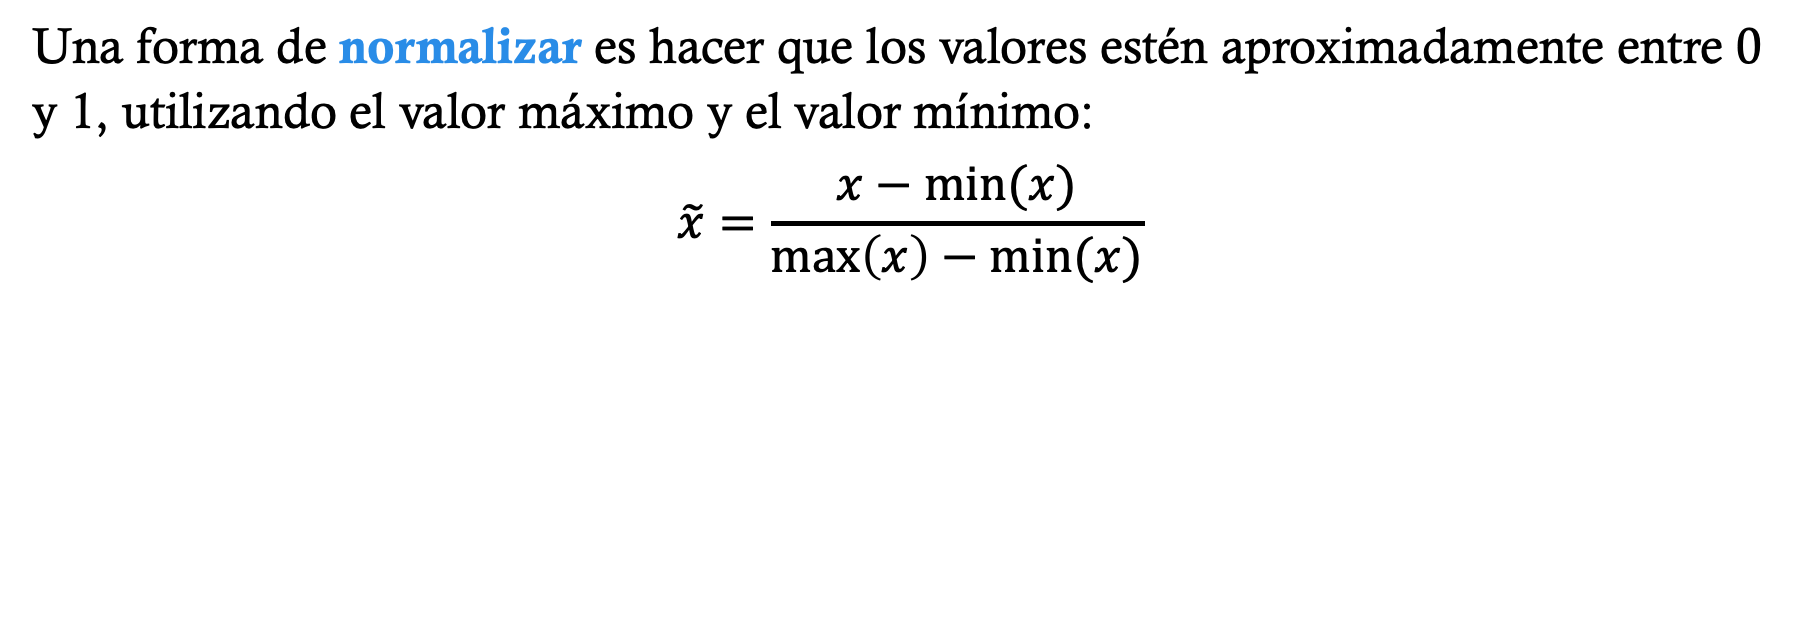 Una forma de normalizar es hacer que los valores estén aproximadamente entre 0
y 1, utilizando el valor máximo y el valor mínimo:
x̃ = (x − min(x)) / (max(x) − min(x))